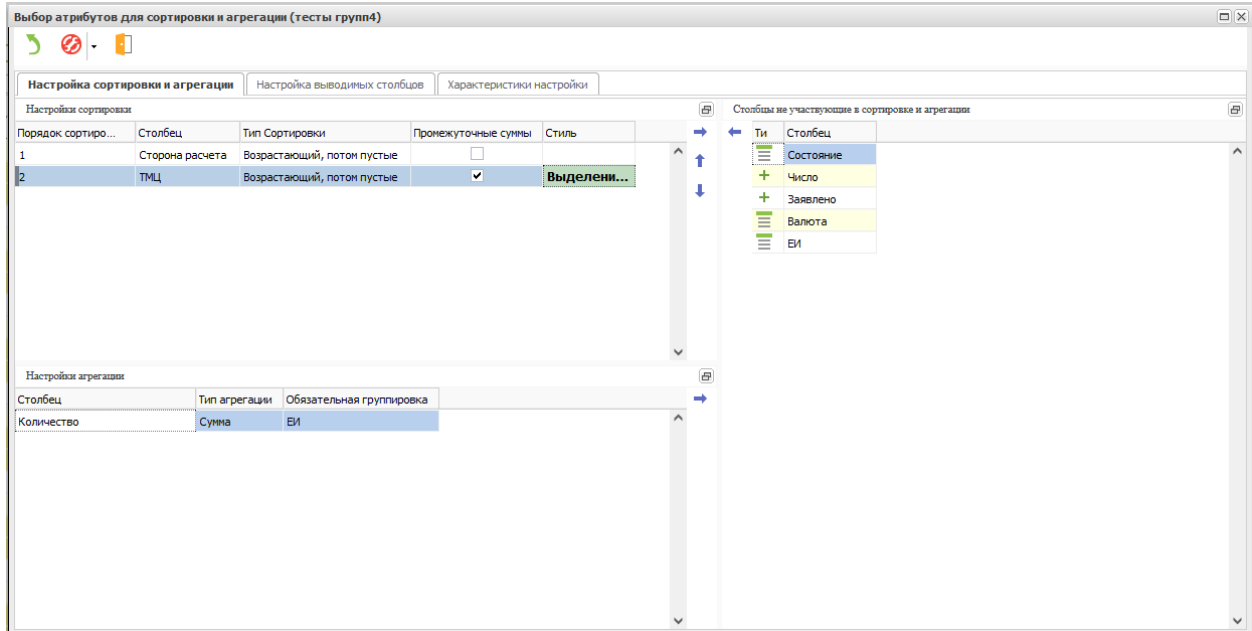 Выбор атрибутов для сортировки и агрегации (тесты групп4)
Настройка сортировки и агрегации Настройка выводимых столбцов Характеристики настройки
Настройки сортировки
Порядок сортиро... Столбец Тип Сортировки Промежуточные суммы Стиль
1 Сторона расчета Возрастающий, потом пустые
2 ТМЦ Возрастающий, потом пустые Выделени...
Столбцы не участвующие в сортировке и агрегации
Ти Столбец
Состояние
Число
Заявлено
Валюта
ЕИ
Настройки агрегации
Столбец Тип агрегации Обязательная группировка
Количество Сумма ЕИ